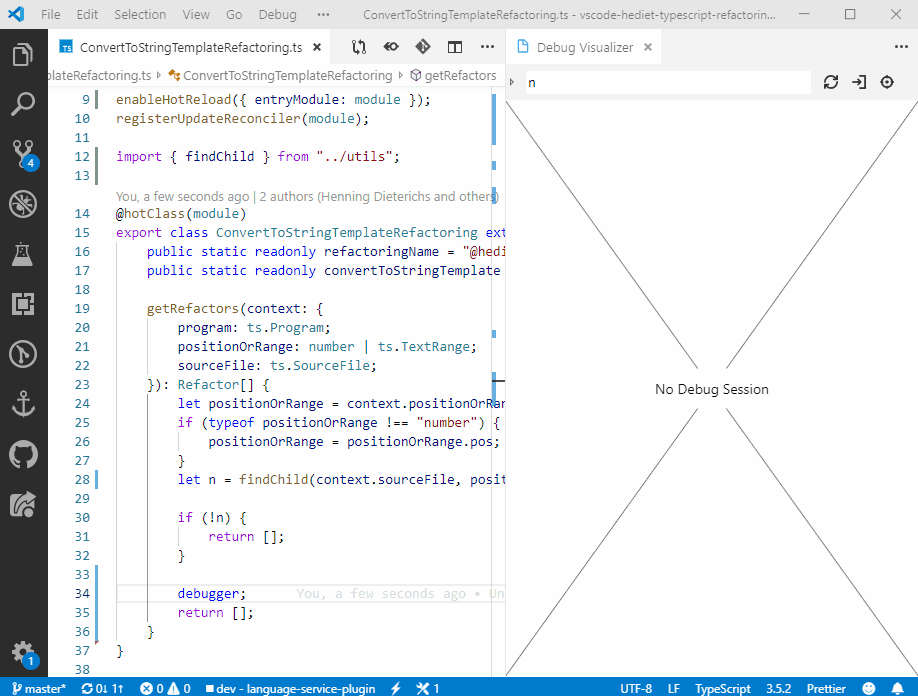 File Edit Selection View Go Debug ··· ConvertToStringTemplateRefactoring.ts - vscode-hediet-typescript-refactorin...
TS ConvertToStringTemplateRefactoring.ts
plateRefactoring.ts > ConvertToStringTemplateRefactoring > getRefactors
9 enableHotReload({ entryModule: module });
10 registerUpdateReconciler(module);
11
12 import { findChild } from "../utils";
13
You, a few seconds ago | 2 authors (Henning Dieterichs and others)
14 @hotClass(module)
15 export class ConvertToStringTemplateRefactoring ext
16 public static readonly refactoringName = "@hedi
17 public static readonly convertToStringTemplate
18
19 getRefactors(context: {
20 program: ts.Program;
21 positionOrRange: number | ts.TextRange;
22 sourceFile: ts.SourceFile;
23 }): Refactor[] {
24 let positionOrRange = context.positionOrRan
25 if (typeof positionOrRange !== "number") {
26 positionOrRange = positionOrRange.pos;
27 }
28 let n = findChild(context.sourceFile, posit
29
30 if (!n) {
31 return [];
32 }
33
34 debugger; You, a few seconds ago • Un
35 return [];
36 }
37 }
38
Debug Visualizer
n
No Debug Session
4
1
master* 0↓ 1↑ 0 0 dev - language-service-plugin 1 UTF-8 LF TypeScript 3.5.2 Prettier